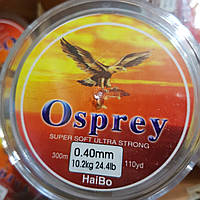 Osprey
SUPER SOFT ULTRA STRONG
300m 0.40mm 110yd
10.2kg 24.4lb
HaiBo